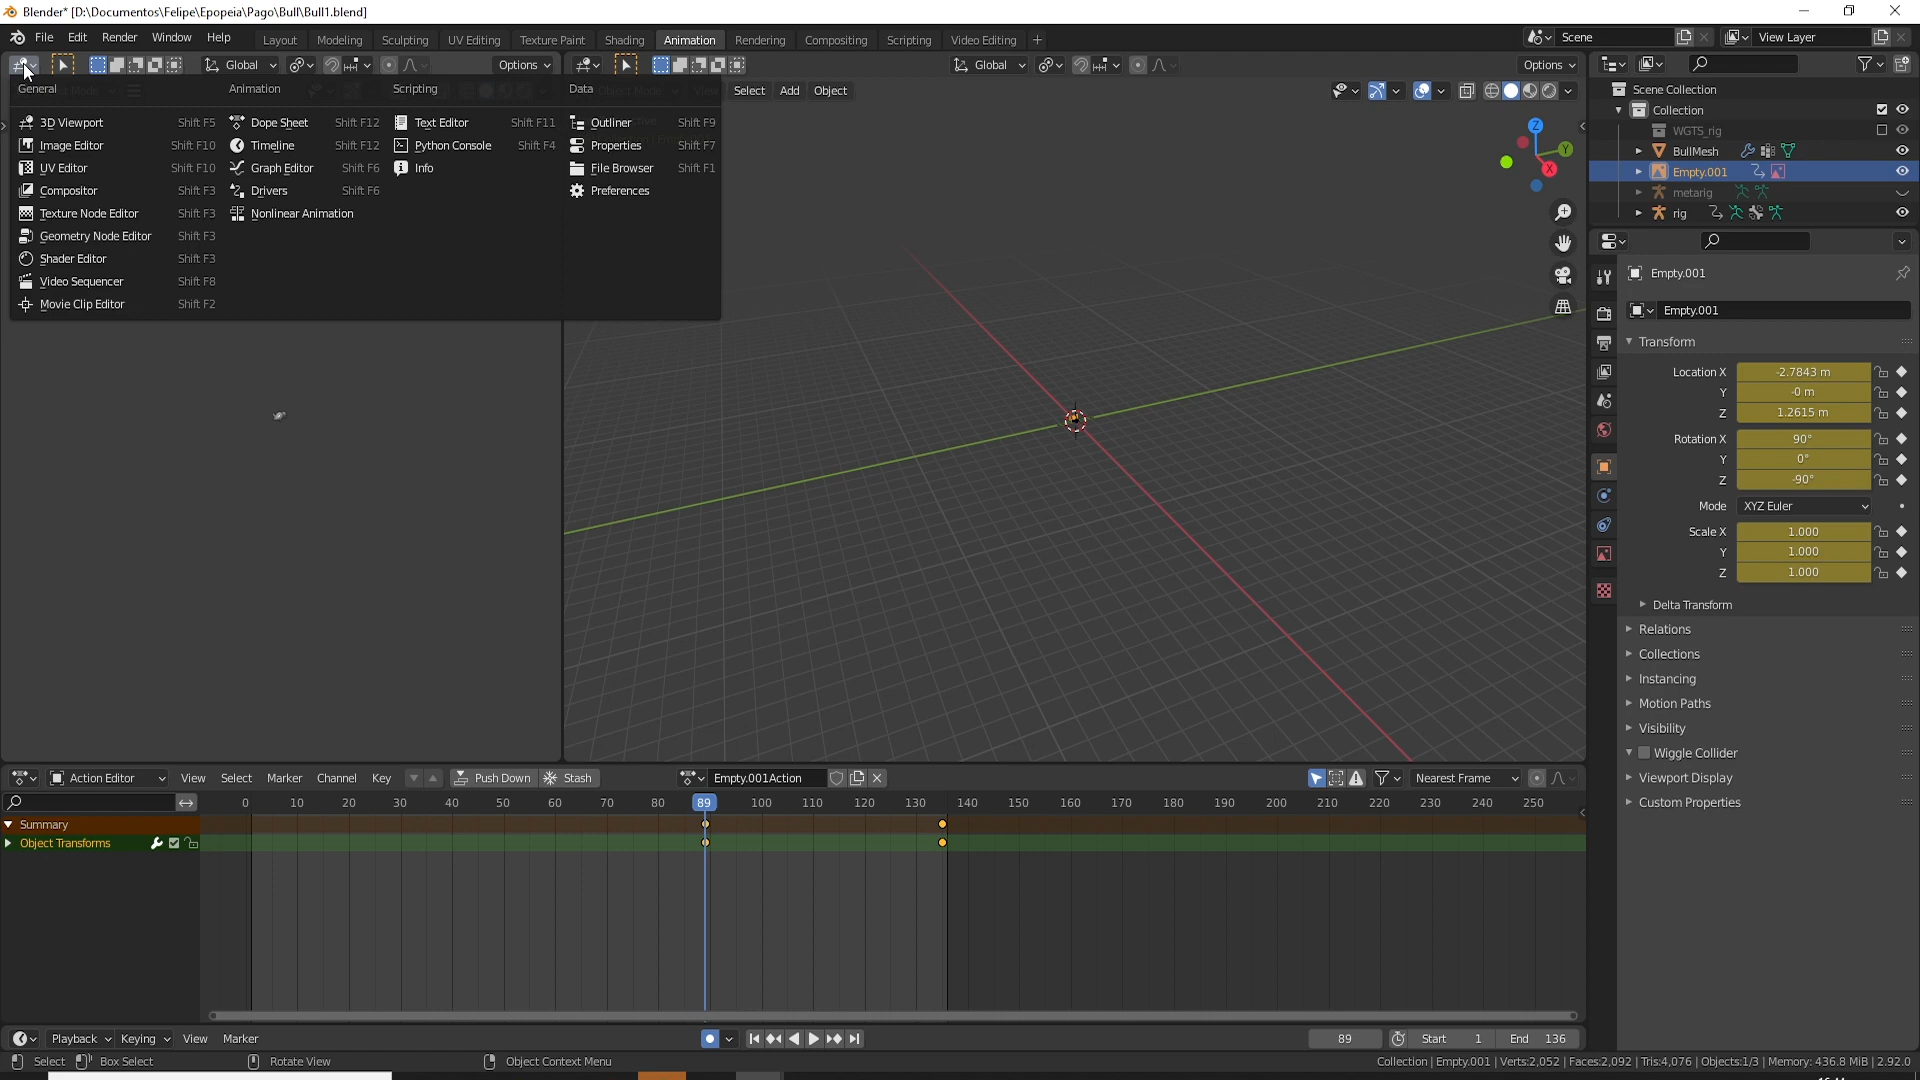 Blender* [D:\Documentos\Felipe\Epopeia\Pago\Bull\Bull1.blend]
File Edit Render Window Help Layout Modeling Sculpting UV Editing Texture Paint Shading Animation Rendering Compositing Scripting Video Editing + Scene View Layer
Global Options Global Options
General Animation Scripting Data Select Add Object
3D Viewport Shift F5
Image Editor Shift F10
UV Editor Shift F10
Compositor Shift F3
Texture Node Editor Shift F3
Geometry Node Editor Shift F3
Shader Editor Shift F3
Video Sequencer Shift F8
Movie Clip Editor Shift F2
Dope Sheet Shift F12
Timeline Shift F12
Graph Editor Shift F6
Drivers Shift F6
Nonlinear Animation
Text Editor Shift F11
Python Console Shift F4
Info
Outliner Shift F9
Properties Shift F7
File Browser Shift F1
Preferences
Z
Y
X
Scene Collection
Collection
WGTS_rig
BullMesh
Empty.001
metarig
rig
Empty.001
Empty.001
Transform
Location X -2.7843 m
Y -0 m
Z 1.2615 m
Rotation X 90°
Y 0°
Z -90°
Mode XYZ Euler
Scale X 1.000
Y 1.000
Z 1.000
Delta Transform
Relations
Collections
Instancing
Motion Paths
Visibility
Wiggle Collider
Viewport Display
Custom Properties
Action Editor View Select Marker Channel Key Push Down Stash Empty.001Action Nearest Frame
0 10 20 30 40 50 60 70 80 89 100 110 120 130 140 150 160 170 180 190 200 210 220 230 240 250
Summary
Object Transforms
Playback Keying View Marker 89 Start 1 End 136
Select Box Select Rotate View Object Context Menu Collection | Empty.001 | Verts:2,052 | Faces:2,092 | Tris:4,076 | Objects:1/3 | Memory: 436.8 MiB | 2.92.0